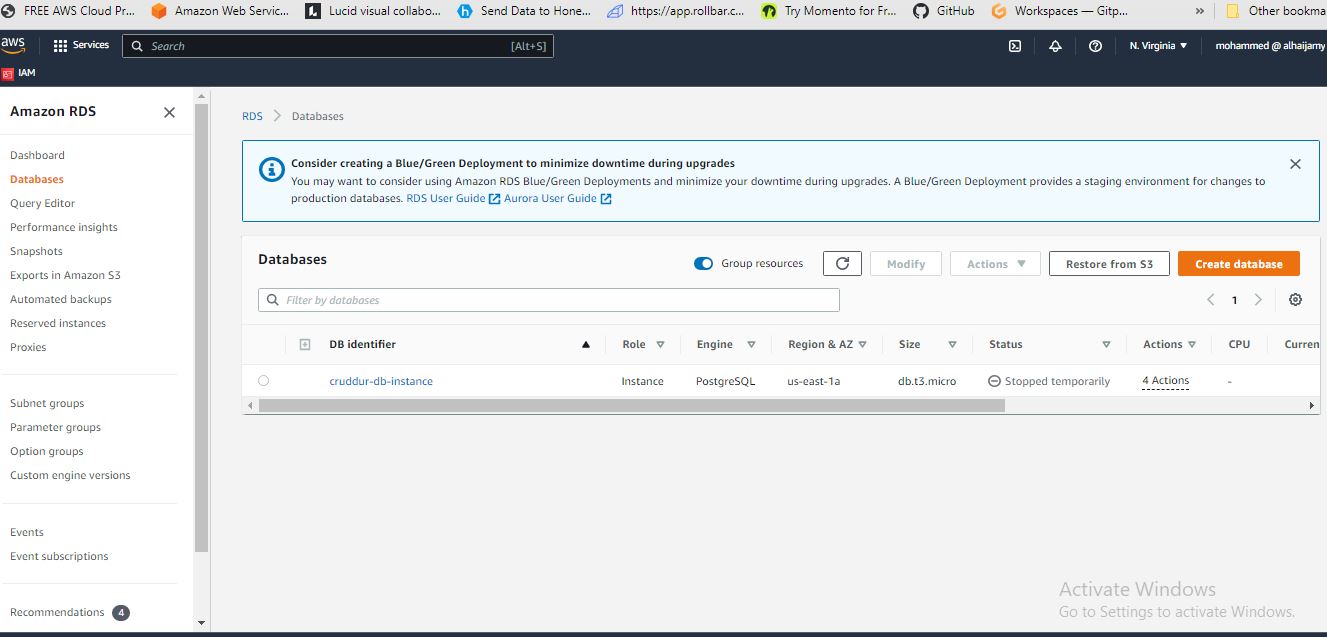 FREE AWS Cloud Pr... Amazon Web Servic... Lucid visual collabo... Send Data to Hone... https://app.rollbar.c... Try Momento for Fr... GitHub Workspaces — Gitp... » Other bookma
aws Services Search [Alt+S] N. Virginia ▼ mohammed @ alhaijamy
IAM
Amazon RDS
Dashboard
Databases
Query Editor
Performance insights
Snapshots
Exports in Amazon S3
Automated backups
Reserved instances
Proxies
Subnet groups
Parameter groups
Option groups
Custom engine versions
Events
Event subscriptions
Recommendations 4
RDS > Databases
Consider creating a Blue/Green Deployment to minimize downtime during upgrades
You may want to consider using Amazon RDS Blue/Green Deployments and minimize your downtime during upgrades. A Blue/Green Deployment provides a staging environment for changes to
production databases. RDS User Guide Aurora User Guide
Databases Group resources Modify Actions ▼ Restore from S3 Create database
Filter by databases 1
DB identifier Role Engine Region & AZ Size Status Actions CPU Curren
cruddur-db-instance Instance PostgreSQL us-east-1a db.t3.micro Stopped temporarily 4 Actions -
Activate Windows
Go to Settings to activate Windows.